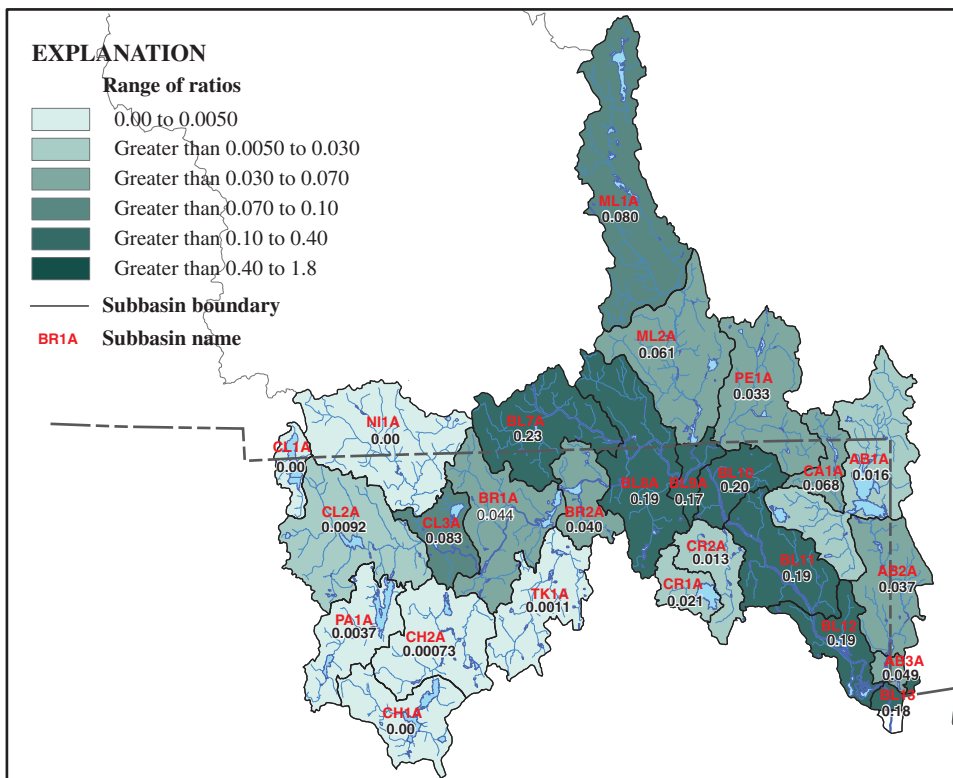 EXPLANATION
Range of ratios
0.00 to 0.0050
Greater than 0.0050 to 0.030
Greater than 0.030 to 0.070
Greater than 0.070 to 0.10
Greater than 0.10 to 0.40
Greater than 0.40 to 1.8
Subbasin boundary
BR1A Subbasin name
ML1A
0.080
ML2A
0.061
PE1A
0.033
NI1A
0.00
BL7A
0.23
CL1A
0.00
CA1A
0.068
AB1A
0.016
BL8A
0.19
BL9A
0.17
BL10
0.20
BR1A
0.044
BR2A
0.040
CL2A
0.0092
CL3A
0.083
CR2A
0.013
CR1A
0.021
BL11
0.19
AB2A
0.037
TK1A
0.0011
PA1A
0.0037
CH2A
0.00073
BL12
0.19
AB3A
0.049
BL13
0.18
CH1A
0.00